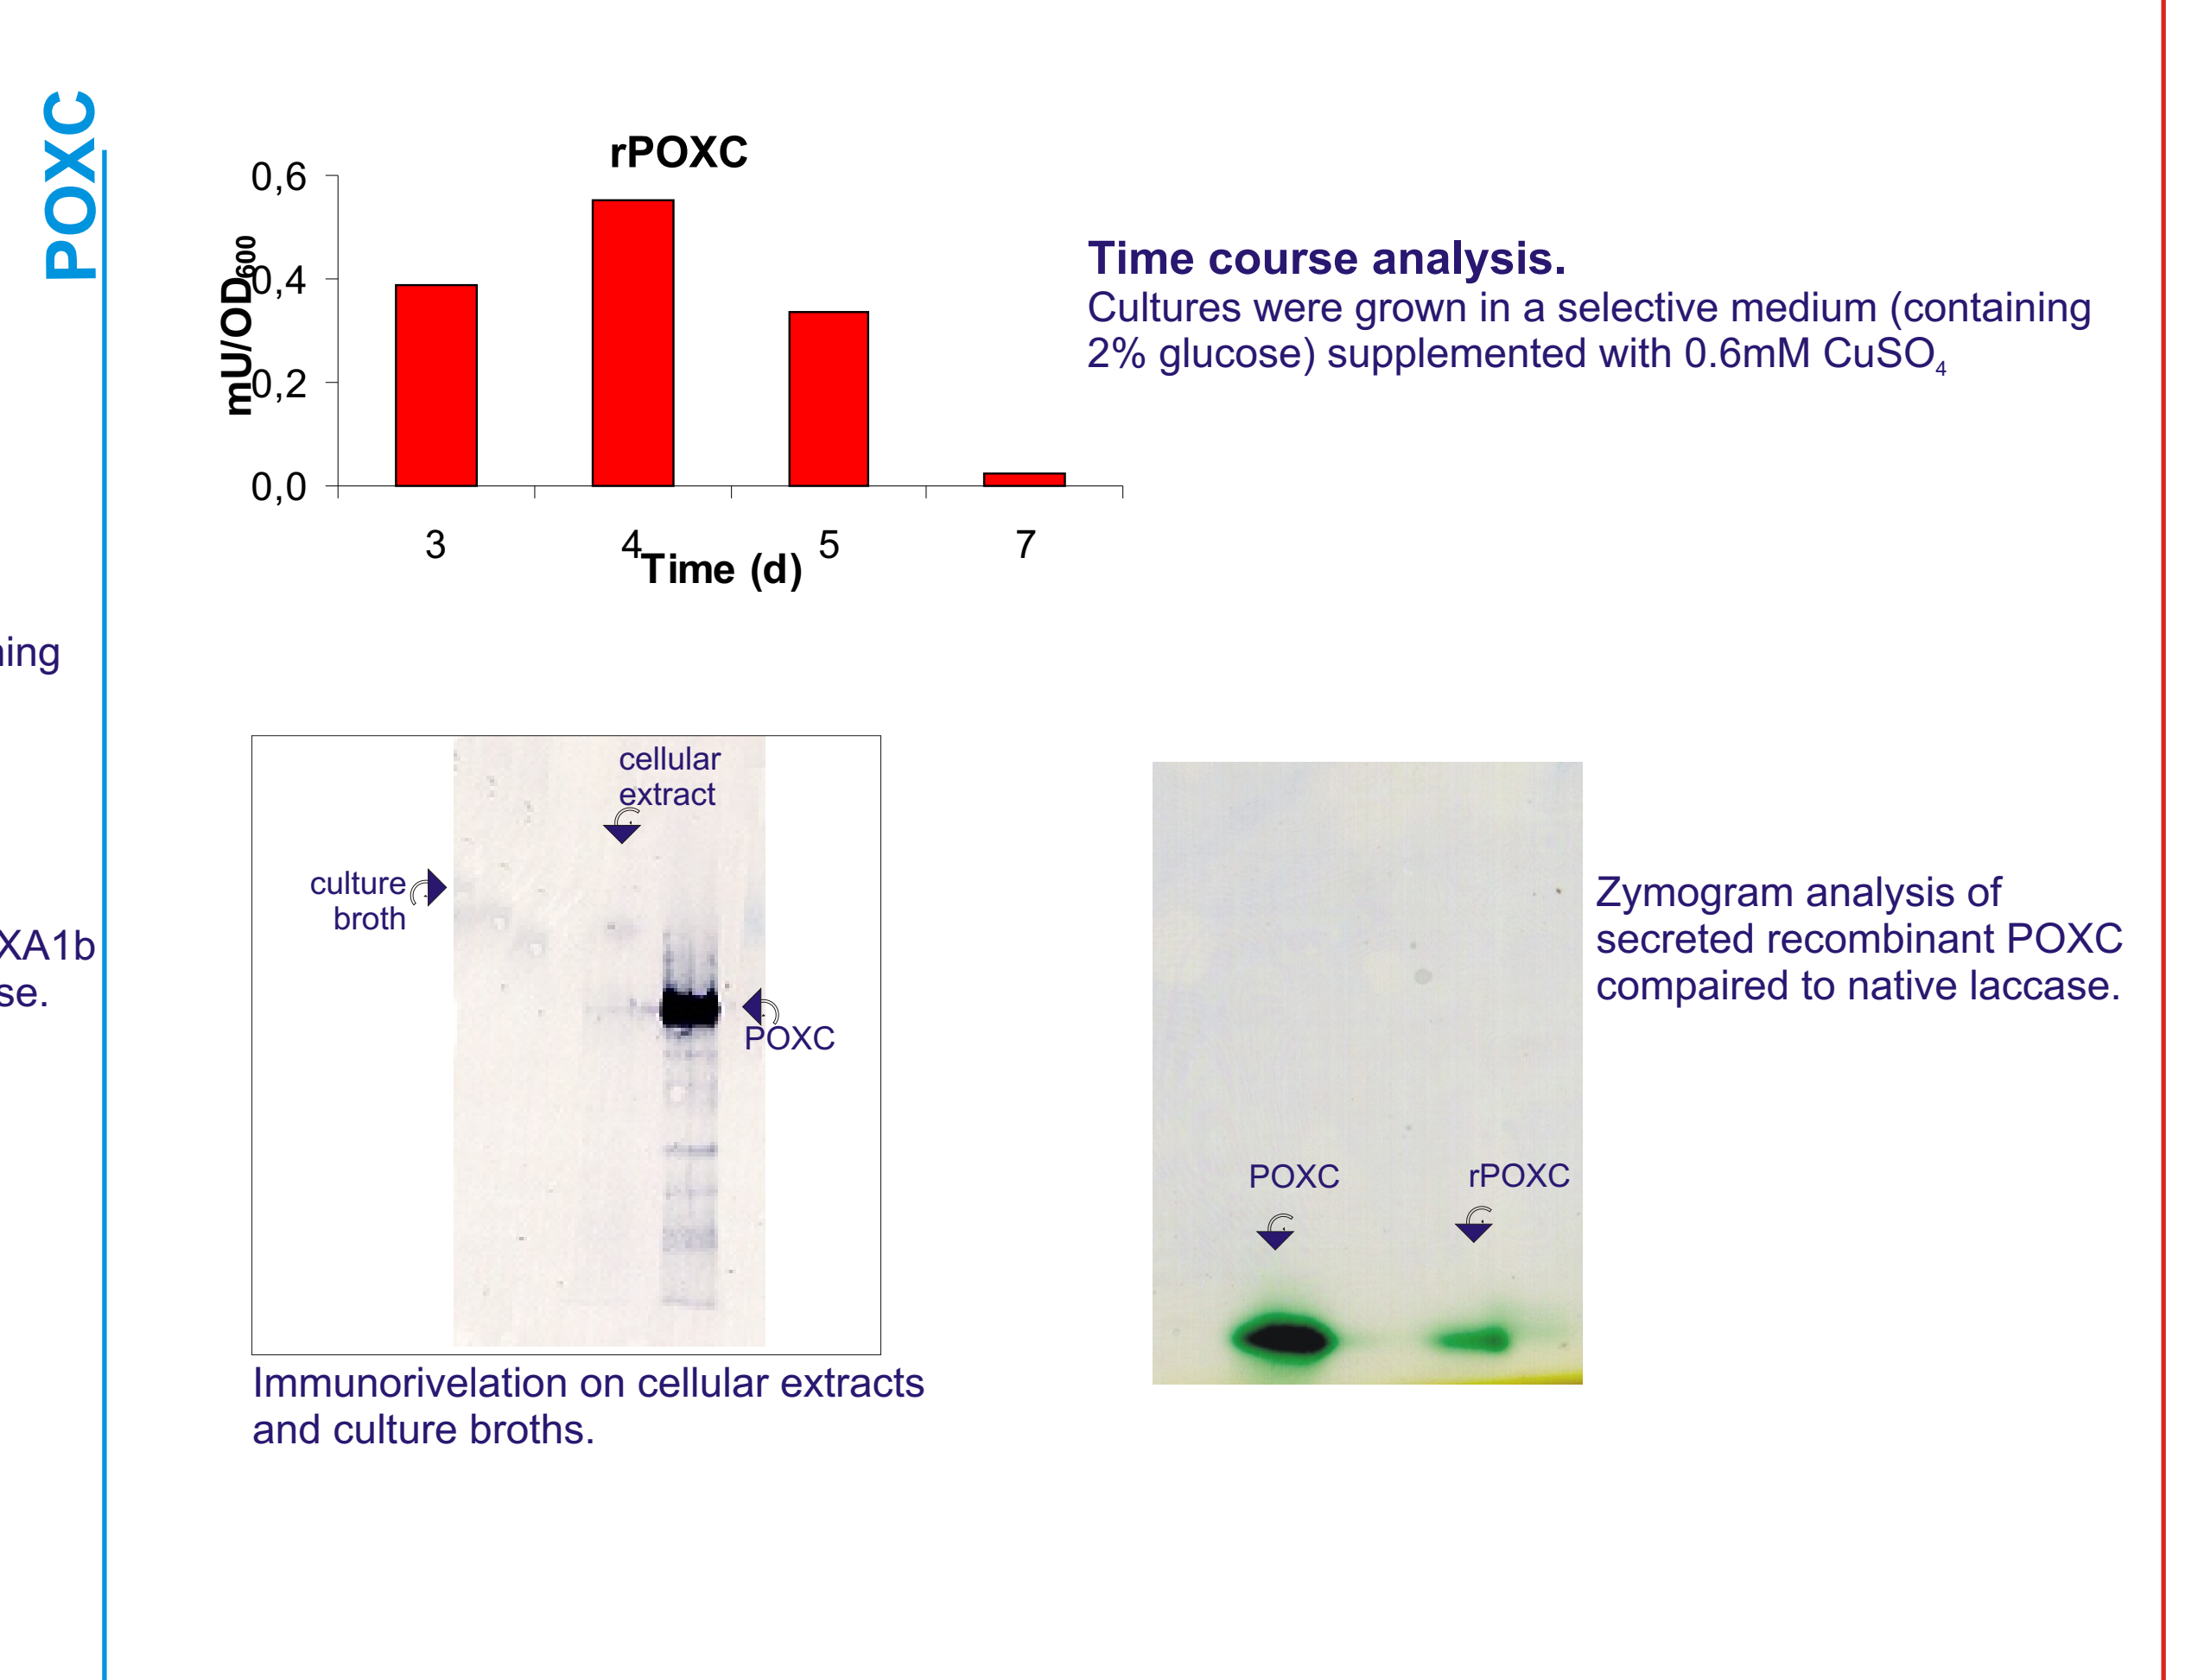 POXC
rPOXC
0,6
0,4
0,2
0,0
mU/OD600
3
4
5
7
Time (d)
Time course analysis.
Cultures were grown in a selective medium (containing
2% glucose) supplemented with 0.6mM CuSO4
XA1b
cellular
extract
culture
broth
POXC
Immunorivelation on cellular extracts
and culture broths.
POXC
rPOXC
Zymogram analysis of
secreted recombinant POXC
compaired to native laccase.